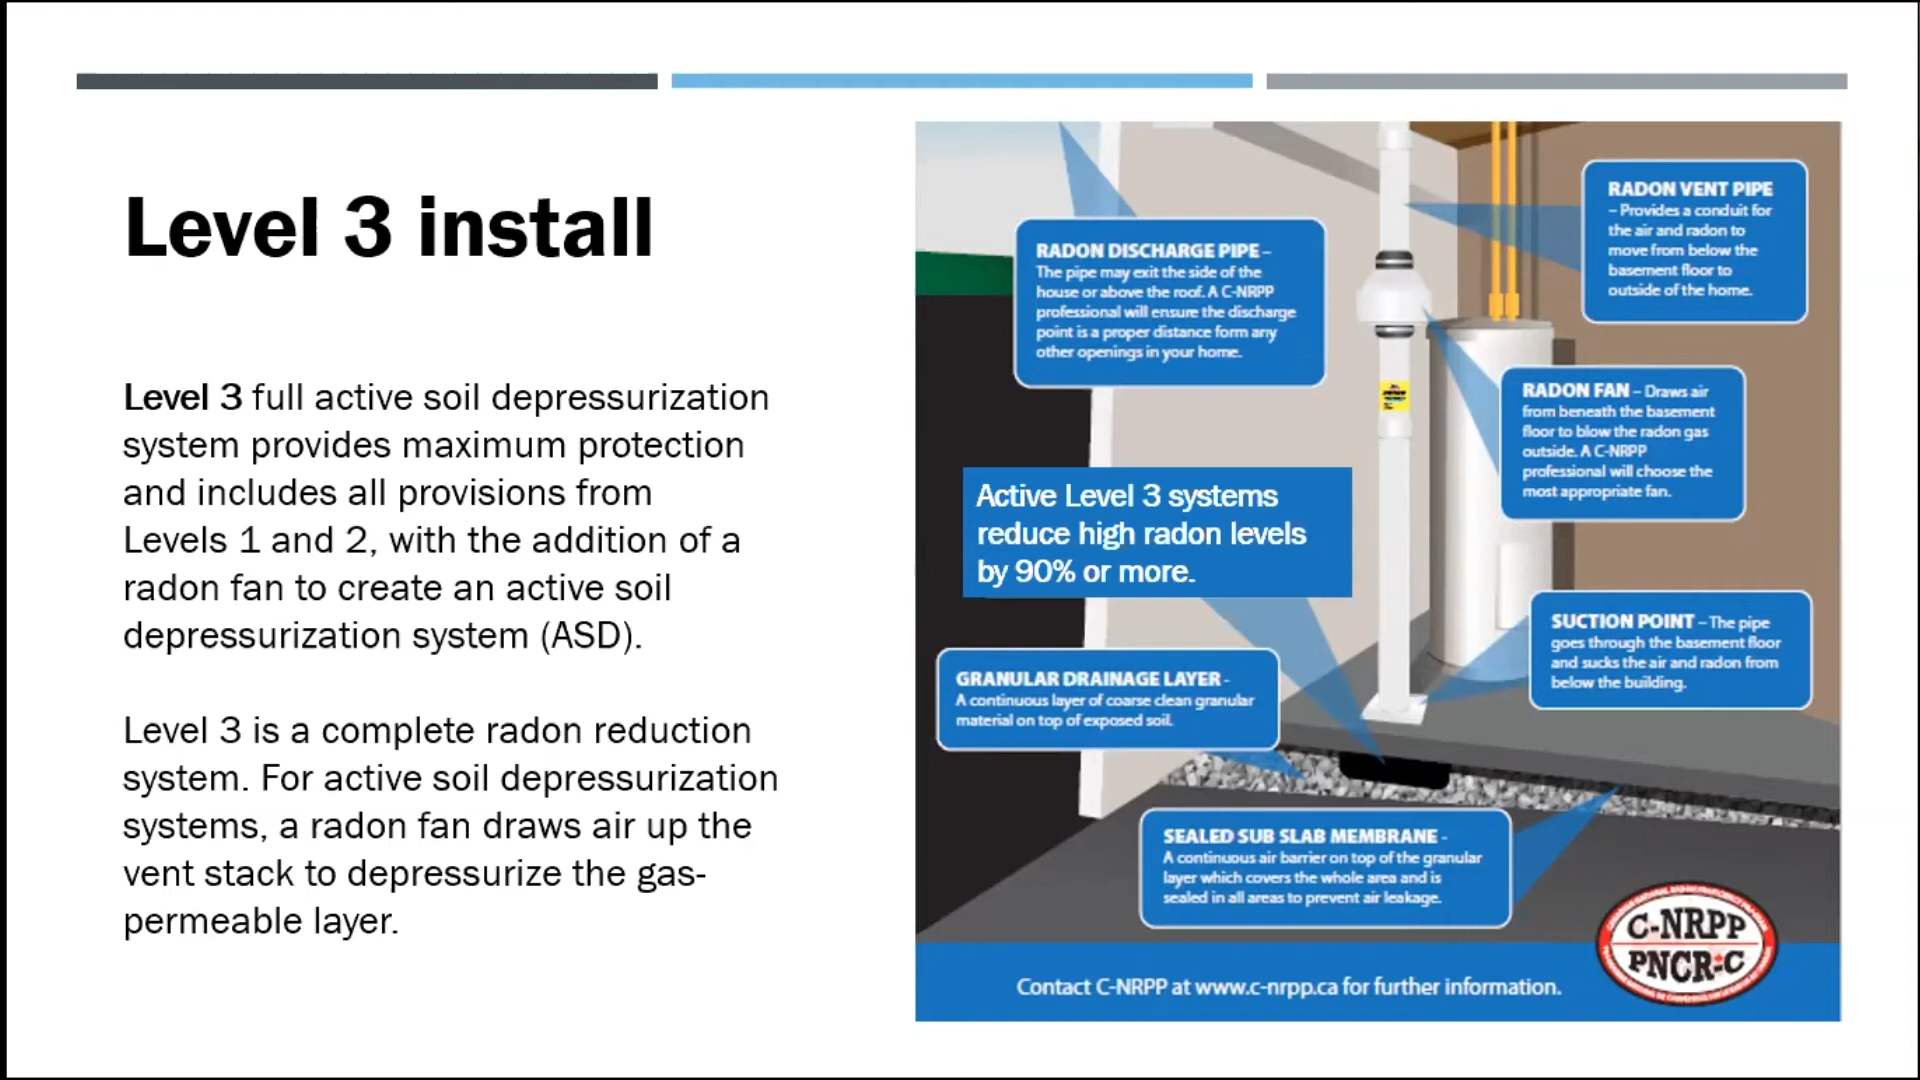 Level 3 install
Level 3 full active soil depressurization
system provides maximum protection
and includes all provisions from
Levels 1 and 2, with the addition of a
radon fan to create an active soil
depressurization system (ASD).
Level 3 is a complete radon reduction
system. For active soil depressurization
systems, a radon fan draws air up the
vent stack to depressurize the gas-
permeable layer.
RADON DISCHARGE PIPE –
The pipe may exit the side of the
house or above the roof. A C-NRPP
professional will ensure the discharge
point is a proper distance form any
other openings in your home.
RADON VENT PIPE
– Provides a conduit for
the air and radon to
move from below the
basement floor to
outside of the home.
RADON FAN – Draws air
from beneath the basement
floor to blow the radon gas
outside. A C-NRPP
professional will choose the
most appropriate fan.
Active Level 3 systems
reduce high radon levels
by 90% or more.
SUCTION POINT – The pipe
goes through the basement floor
and sucks the air and radon from
below the building.
GRANULAR DRAINAGE LAYER -
A continuous layer of coarse clean granular
material on top of exposed soil.
SEALED SUB SLAB MEMBRANE -
A continuous air barrier on top of the granular
layer which covers the whole area and is
sealed in all areas to prevent air leakage.
C-NRPP
PNCR-C
Contact C-NRPP at www.c-nrpp.ca for further information.